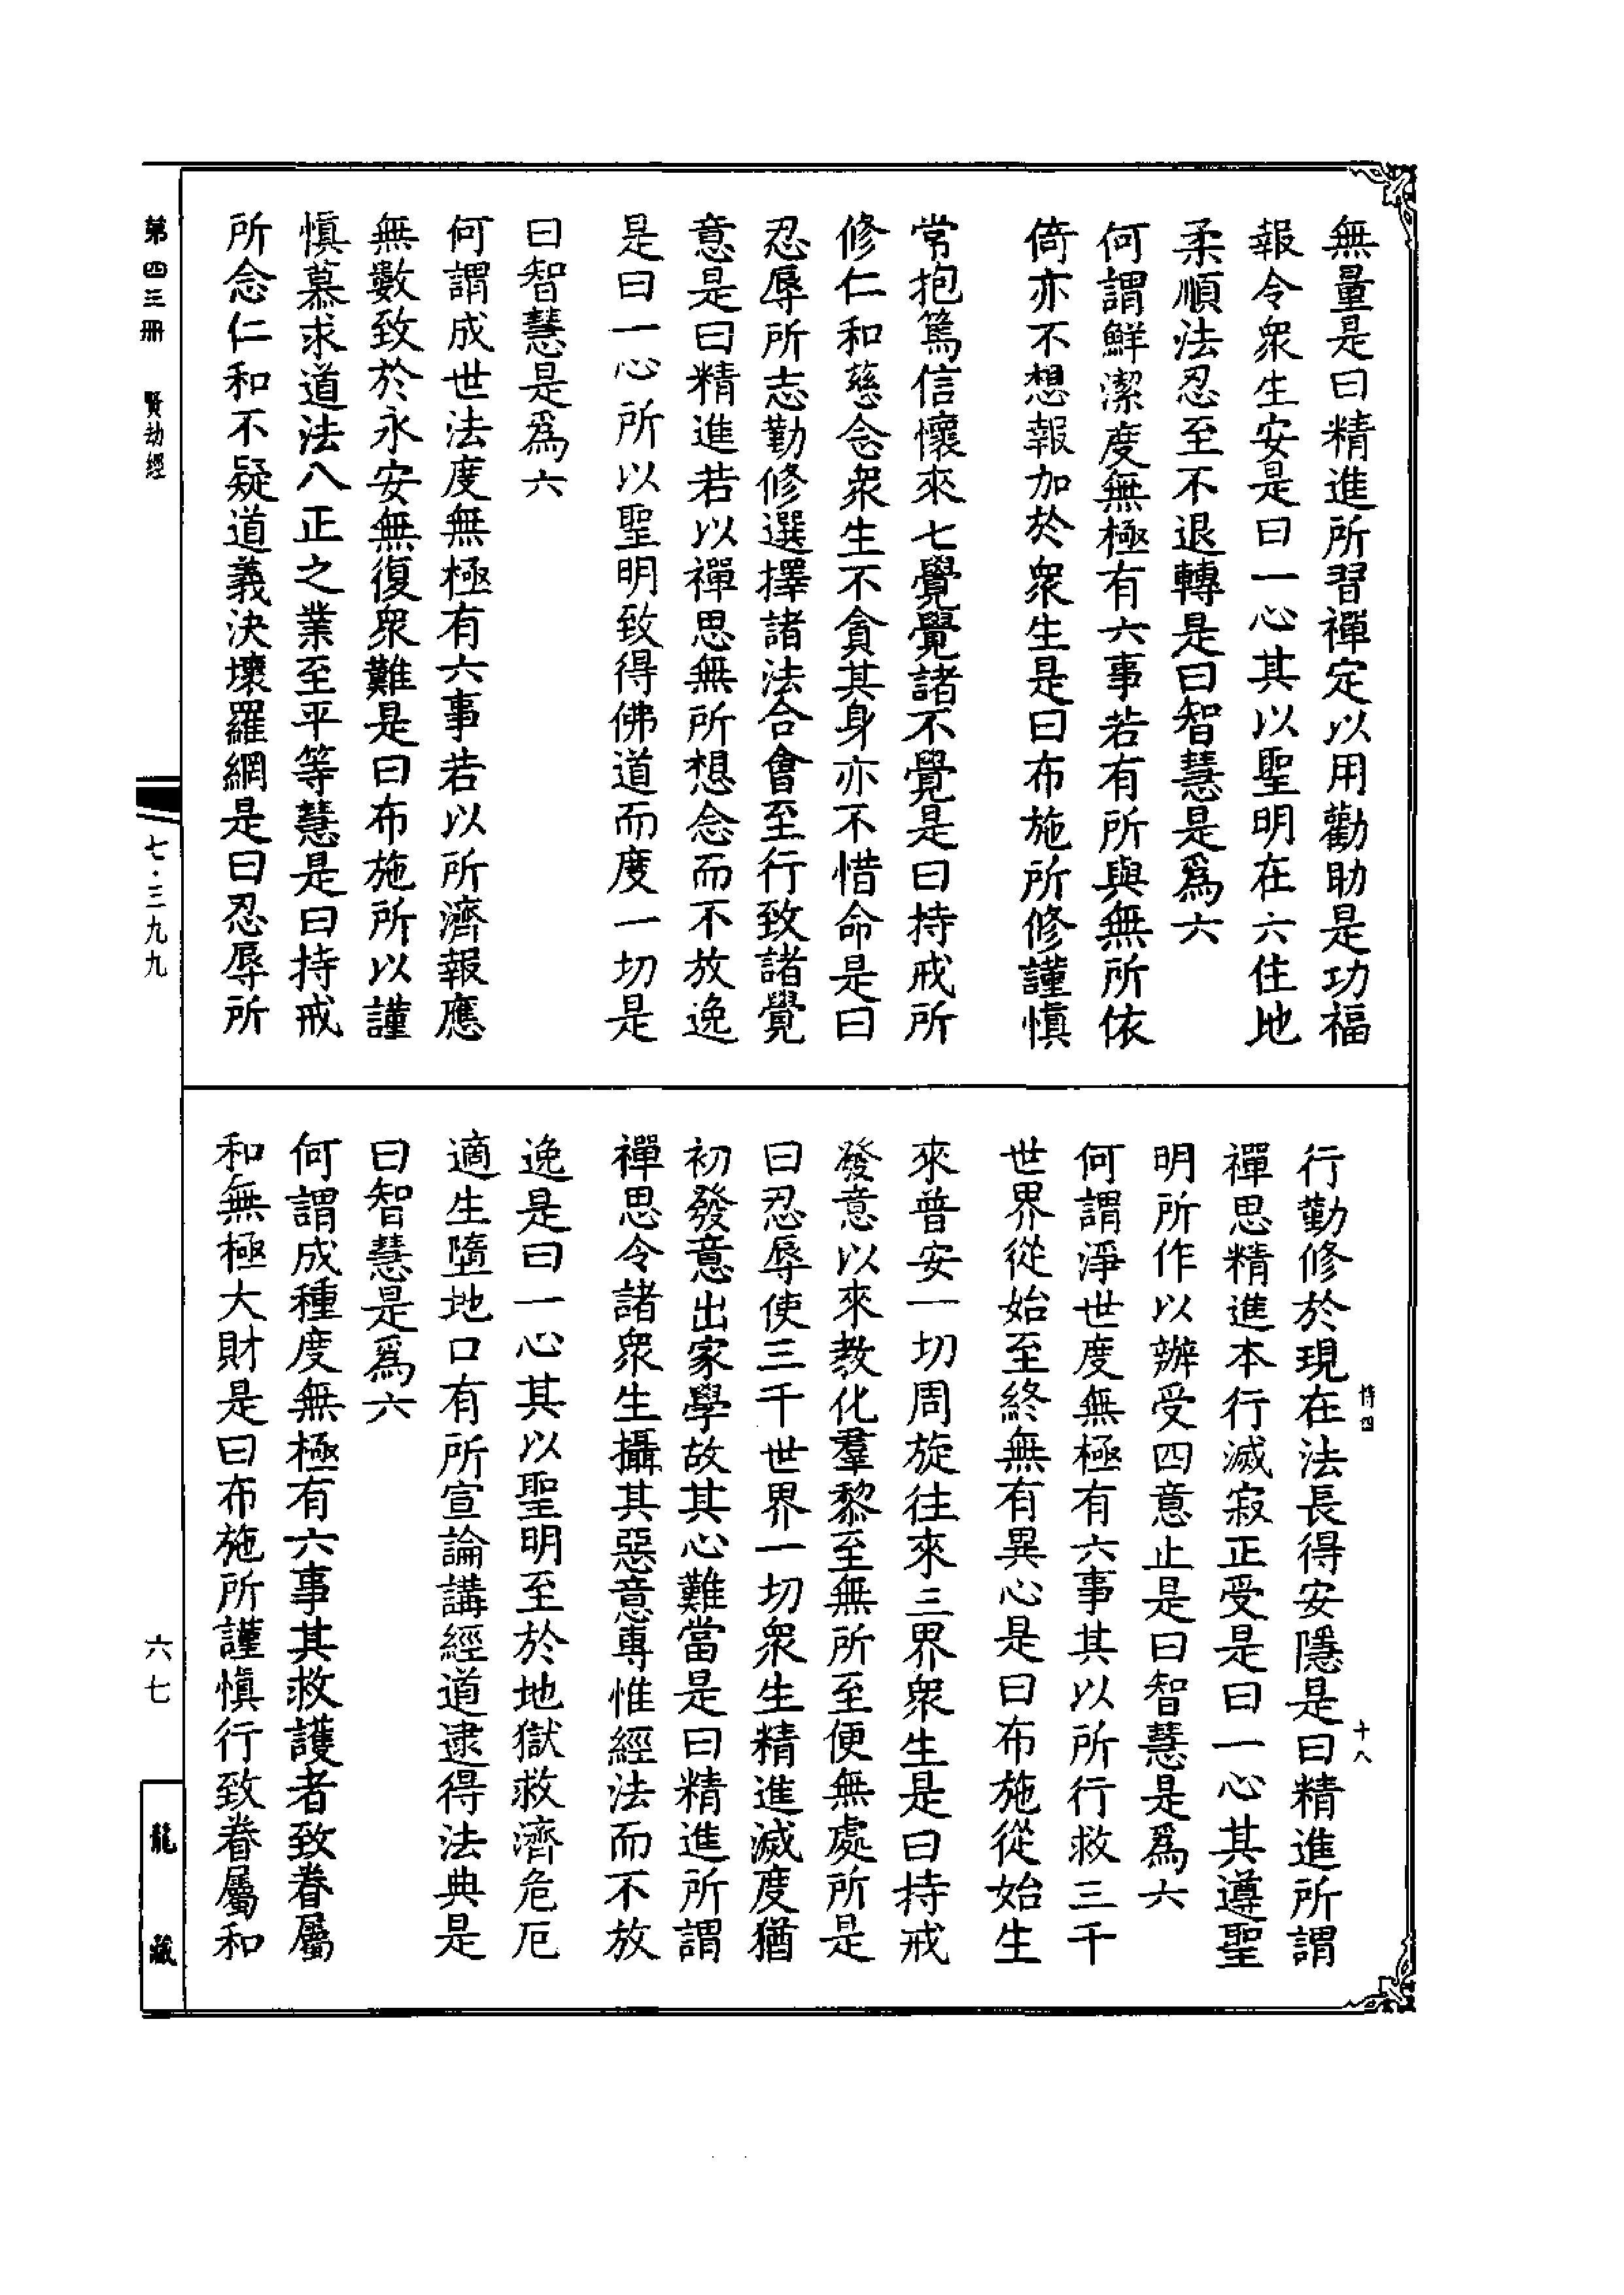 無量是曰精進所習禪定以用勸助是功福
報令衆生安是曰一心其以聖明在六住地
柔順法忍至不退轉是曰智慧是爲六
何謂鮮潔度無極有六事若有所與無所依
倚亦不想報加於衆生是曰布施所修謹慎
常抱篤信懷來七覺覺諸不覺是曰持戒所
修仁和慈念衆生不貪其身亦不惜命是曰
忍辱所志勤修選擇諸法合會至行致諸覺
意是曰精進若以禪思無所想念而不放逸
是曰一心所以聖明致得佛道而度一切是
曰智慧是爲六
何謂成世法度無極有六事若以所濟報應
無數致於永安無復衆難是曰布施所以謹
慎慕求道法八正之業至平等慧是曰持戒
所念仁和不疑道義決壞羅網是曰忍辱所
行勤修於現在法長得安隱是曰精進所謂
禪思精進本行滅寂正受是曰一心其遵聖
明所作以辦受四意止是曰智慧是爲六
何謂淨世度無極有六事其以所行救三千
世界從始至終無有異心是曰布施從始生
來普安一切周旋往來三界衆生是曰持戒
發意以來教化羣黎至無所至便無處所是
曰忍辱使三千世界一切衆生精進滅度猶
初發意出家學故其心難當是曰精進所謂
禪思令諸衆生攝其惡意專惟經法而不放
逸是曰一心其以聖明至於地獄救濟危厄
適生墮地口有所宣論講經道逮得法典是
曰智慧是爲六
何謂成種度無極有六事其救護者致眷屬
和無極大財是曰布施所謹慎行致眷屬和
十八
第四三冊 賢劫經
七·三九九
六七
龍藏